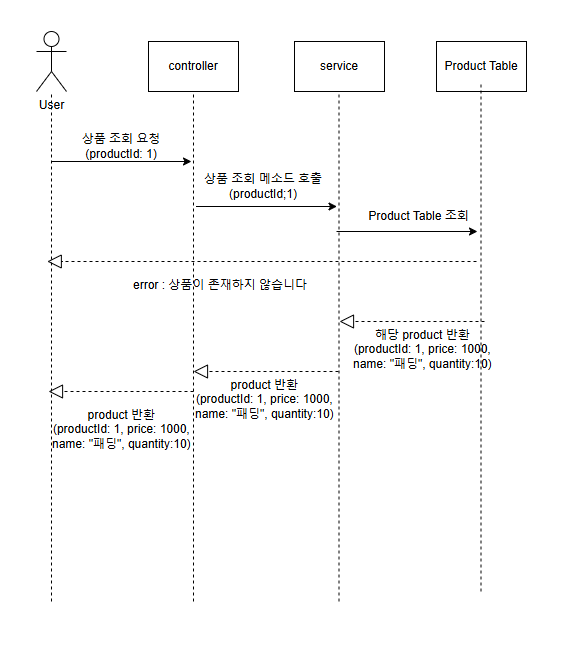 User
controller
service
Product Table
상품 조회 요청
(productId: 1)
상품 조회 메소드 호출
(productId;1)
Product Table 조회
error : 상품이 존재하지 않습니다
해당 product 반환
(productId: 1, price: 1000,
name: "패딩", quantity:10)
product 반환
(productId: 1, price: 1000,
name: "패딩", quantity:10)
product 반환
(productId: 1, price: 1000,
name: "패딩", quantity:10)